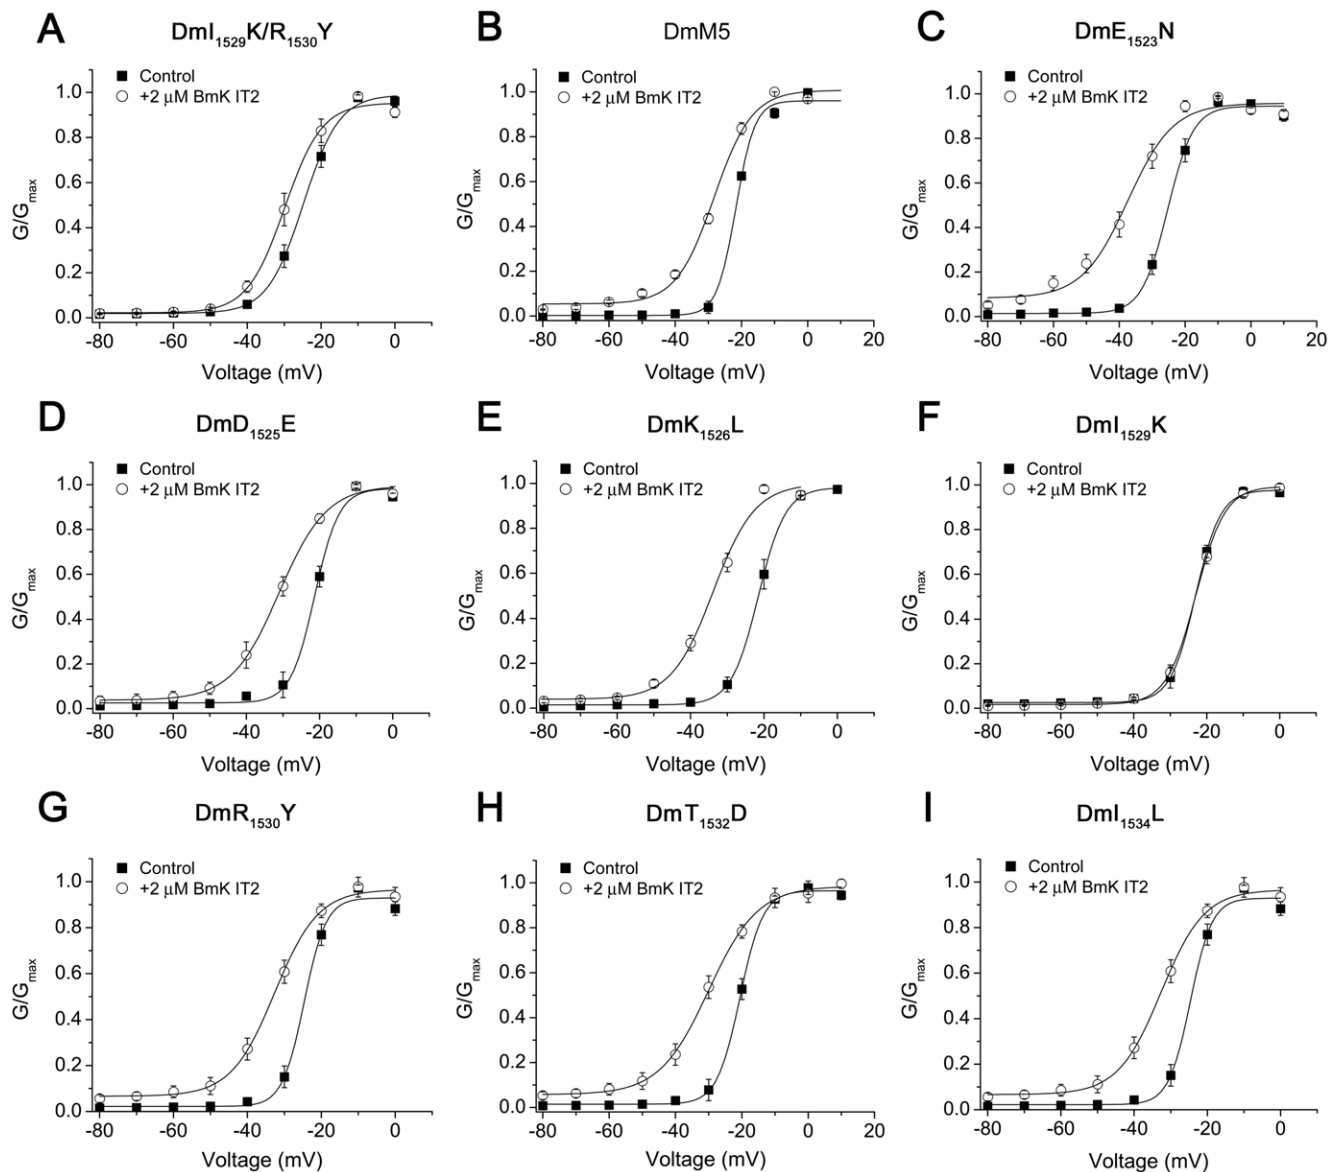 A
DmI1529K/R1530Y
■ Control
○ +2 μM BmK IT2
G/Gmax
1.0
0.8
0.6
0.4
0.2
0.0
-80 -60 -40 -20 0
Voltage (mV)
B
DmM5
■ Control
○ +2 μM BmK IT2
G/Gmax
1.0
0.8
0.6
0.4
0.2
0.0
-80 -60 -40 -20 0 20
Voltage (mV)
C
DmE1523N
■ Control
○ +2 μM BmK IT2
G/Gmax
1.0
0.8
0.6
0.4
0.2
0.0
-80 -60 -40 -20 0 20
Voltage (mV)
D
DmD1525E
■ Control
○ +2 μM BmK IT2
G/Gmax
1.0
0.8
0.6
0.4
0.2
0.0
-80 -60 -40 -20 0
Voltage (mV)
E
DmK1526L
■ Control
○ +2 μM BmK IT2
G/Gmax
1.0
0.8
0.6
0.4
0.2
0.0
-80 -60 -40 -20 0
Voltage (mV)
F
DmI1529K
■ Control
○ +2 μM BmK IT2
G/Gmax
1.0
0.8
0.6
0.4
0.2
0.0
-80 -60 -40 -20 0
Voltage (mV)
G
DmR1530Y
■ Control
○ +2 μM BmK IT2
G/Gmax
1.0
0.8
0.6
0.4
0.2
0.0
-80 -60 -40 -20 0
Voltage (mV)
H
DmT1532D
■ Control
○ +2 μM BmK IT2
G/Gmax
1.0
0.8
0.6
0.4
0.2
0.0
-80 -60 -40 -20 0 20
Voltage (mV)
I
DmI1534L
■ Control
○ +2 μM BmK IT2
G/Gmax
1.0
0.8
0.6
0.4
0.2
0.0
-80 -60 -40 -20 0
Voltage (mV)